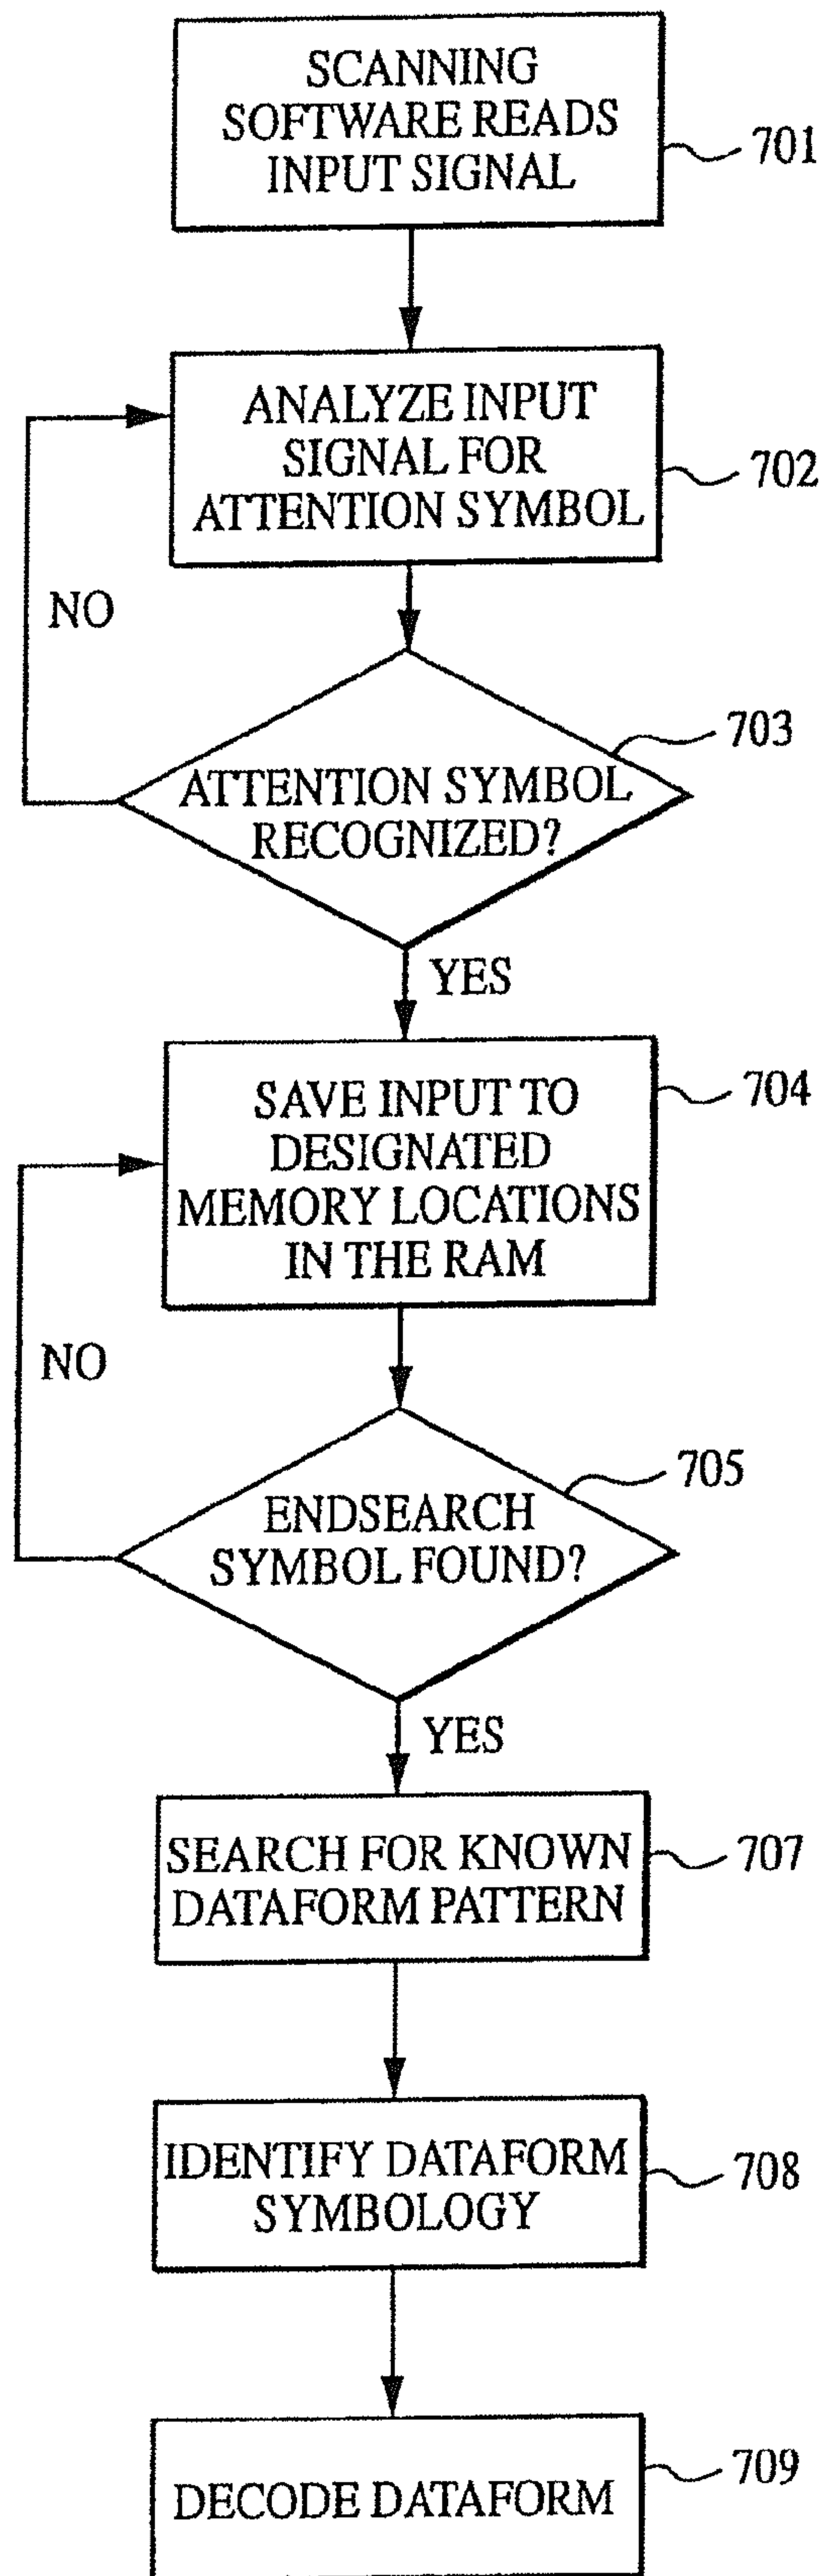 SCANNING
SOFTWARE READS
INPUT SIGNAL
701
ANALYZE INPUT
SIGNAL FOR
ATTENTION SYMBOL
702
NO
703
ATTENTION SYMBOL
RECOGNIZED?
YES
SAVE INPUT TO
DESIGNATED
MEMORY LOCATIONS
IN THE RAM
704
NO
705
ENDSEARCH
SYMBOL FOUND?
YES
SEARCH FOR KNOWN
DATAFORM PATTERN
707
IDENTIFY DATAFORM
SYMBOLOGY
708
DECODE DATAFORM
709